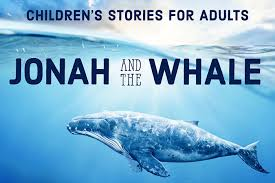 CHILDREN'S STORIES FOR ADULTS
JONAH AND THE WHALE